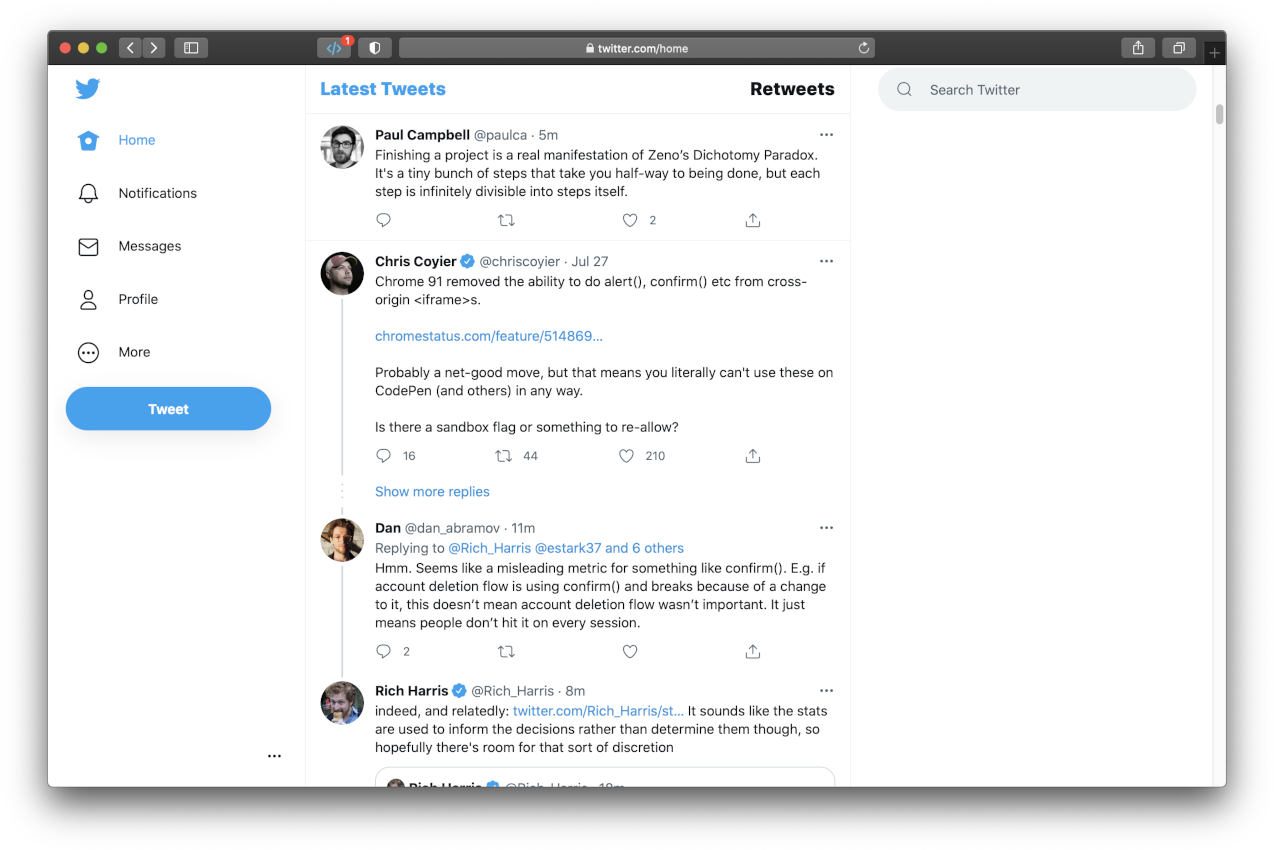 1
twitter.com/home
Latest Tweets
Retweets
Search Twitter
Home
Notifications
Messages
Profile
More
Tweet
Paul Campbell @paulca · 5m
Finishing a project is a real manifestation of Zeno’s Dichotomy Paradox.
It's a tiny bunch of steps that take you half-way to being done, but each
step is infinitely divisible into steps itself.
2
Chris Coyier @chriscoyier · Jul 27
Chrome 91 removed the ability to do alert(), confirm() etc from cross-
origin <iframe>s.
chromestatus.com/feature/514869...
Probably a net-good move, but that means you literally can't use these on
CodePen (and others) in any way.
Is there a sandbox flag or something to re-allow?
16 44 210
Show more replies
Dan @dan_abramov · 11m
Replying to @Rich_Harris @estark37 and 6 others
Hmm. Seems like a misleading metric for something like confirm(). E.g. if
account deletion flow is using confirm() and breaks because of a change
to it, this doesn’t mean account deletion flow wasn’t important. It just
means people don’t hit it on every session.
2
Rich Harris @Rich_Harris · 8m
indeed, and relatedly: twitter.com/Rich_Harris/st... It sounds like the stats
are used to inform the decisions rather than determine them though, so
hopefully there's room for that sort of discretion
Rich Harris @Rich_Harris